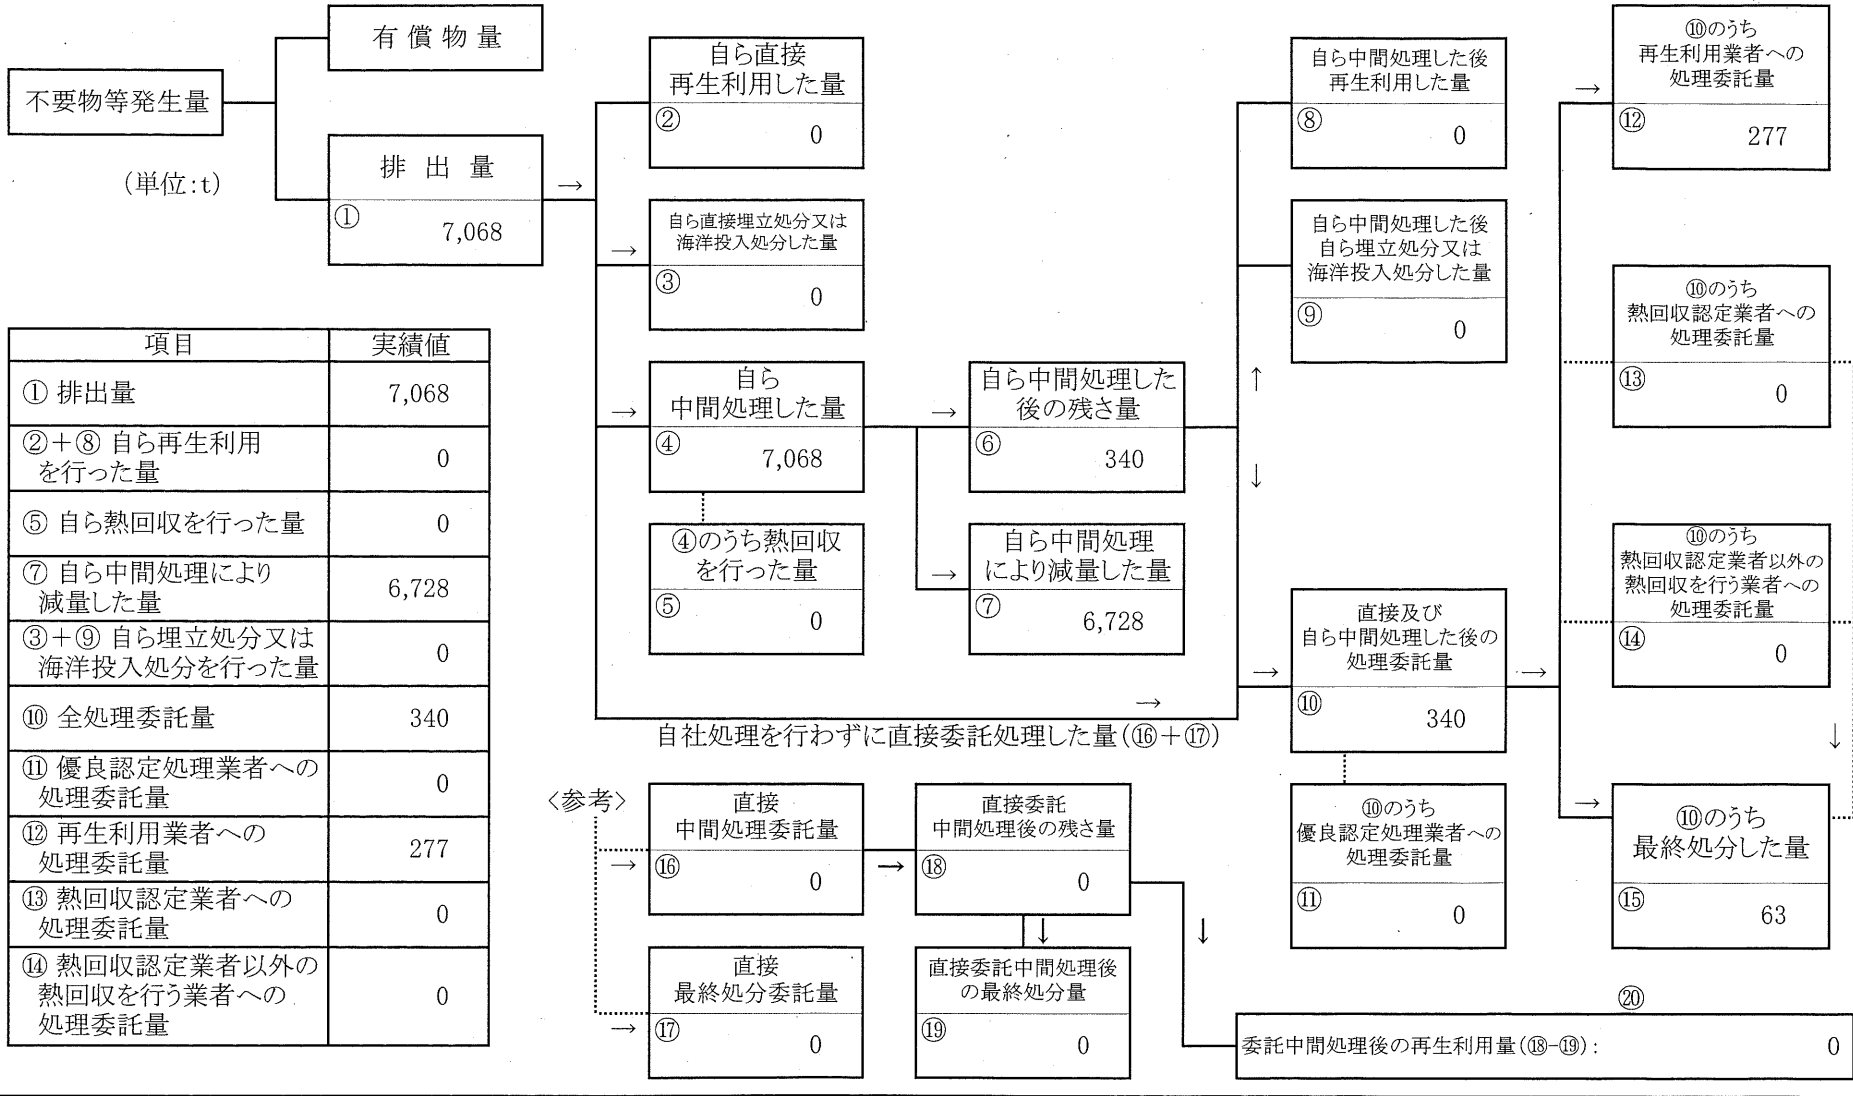 有償物量
不要物等発生量
(単位:t)
排出量
①
7,068
→
自ら直接
再生利用した量
②
0
自ら直接埋立処分又は
海洋投入処分した量
→
③
0
自ら
中間処理した量
→
④
7,068
④のうち熱回収
を行った量
⑤
0
自ら中間処理した
後の残さ量
→
⑥
340
自ら中間処理
により減量した量
→
⑦
6,728
↑
↓
自ら中間処理した後
再生利用した量
⑧
0
自ら中間処理した後
自ら埋立処分又は
海洋投入処分した量
⑨
0
→
自社処理を行わずに直接委託処理した量(⑯+⑰)
→
直接及び
自ら中間処理した後の
処理委託量
⑩
340
→
⑩のうち
優良認定処理業者への
処理委託量
⑪
0
→
⑩のうち
再生利用業者への
処理委託量
⑫
277
⑩のうち
熱回収認定業者への
処理委託量
⑬
0
⑩のうち
熱回収認定業者以外の
熱回収を行う業者への
処理委託量
⑭
0
↓
→
⑩のうち
最終処分した量
⑮
63
〈参考〉
→
直接
中間処理委託量
⑯
0
→
直接
最終処分委託量
⑰
0
→
直接委託
中間処理後の残さ量
⑱
0
↓
直接委託中間処理後
の最終処分量
⑲
0
↓
⑳
委託中間処理後の再生利用量(⑱-⑲): 0
項目 実績値
① 排出量 7,068
②+⑧ 自ら再生利用
を行った量 0
⑤ 自ら熱回収を行った量 0
⑦ 自ら中間処理により
減量した量 6,728
③+⑨ 自ら埋立処分又は
海洋投入処分を行った量 0
⑩ 全処理委託量 340
⑪ 優良認定処理業者への
処理委託量 0
⑫ 再生利用業者への
処理委託量 277
⑬ 熱回収認定業者への
処理委託量 0
⑭ 熱回収認定業者以外の
熱回収を行う業者への
処理委託量 0